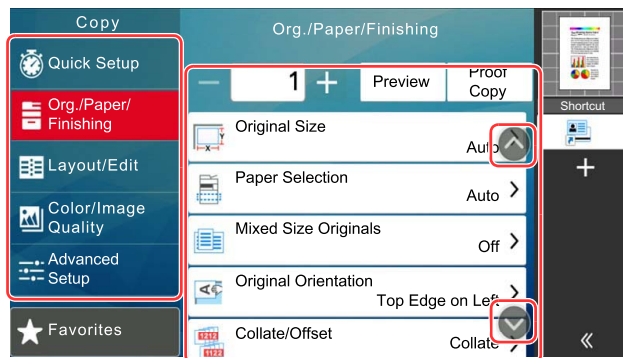 Copy
Quick Setup
Org./Paper/
Finishing
Layout/Edit
Color/Image
Quality
Advanced
Setup
Favorites
Org./Paper/Finishing
1
Preview
Proof
Copy
Original Size
Auto
Paper Selection
Auto
Mixed Size Originals
Off
Original Orientation
Top Edge on Left
Collate/Offset
Collate
1212
1122
Shortcut